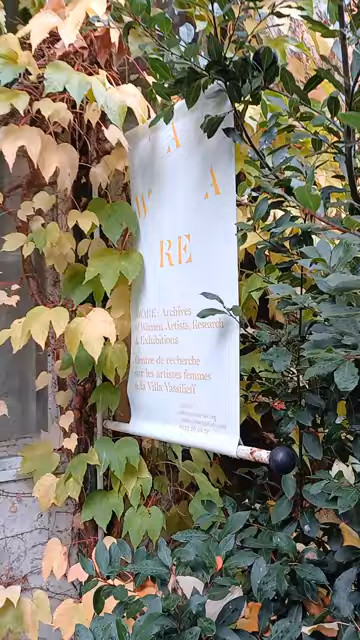 A
W A
RE
AWARE: Archives
of Women Artists, Research
& Exhibitions
Centre de recherche
sur les artistes femmes
à la Villa Vassilieff